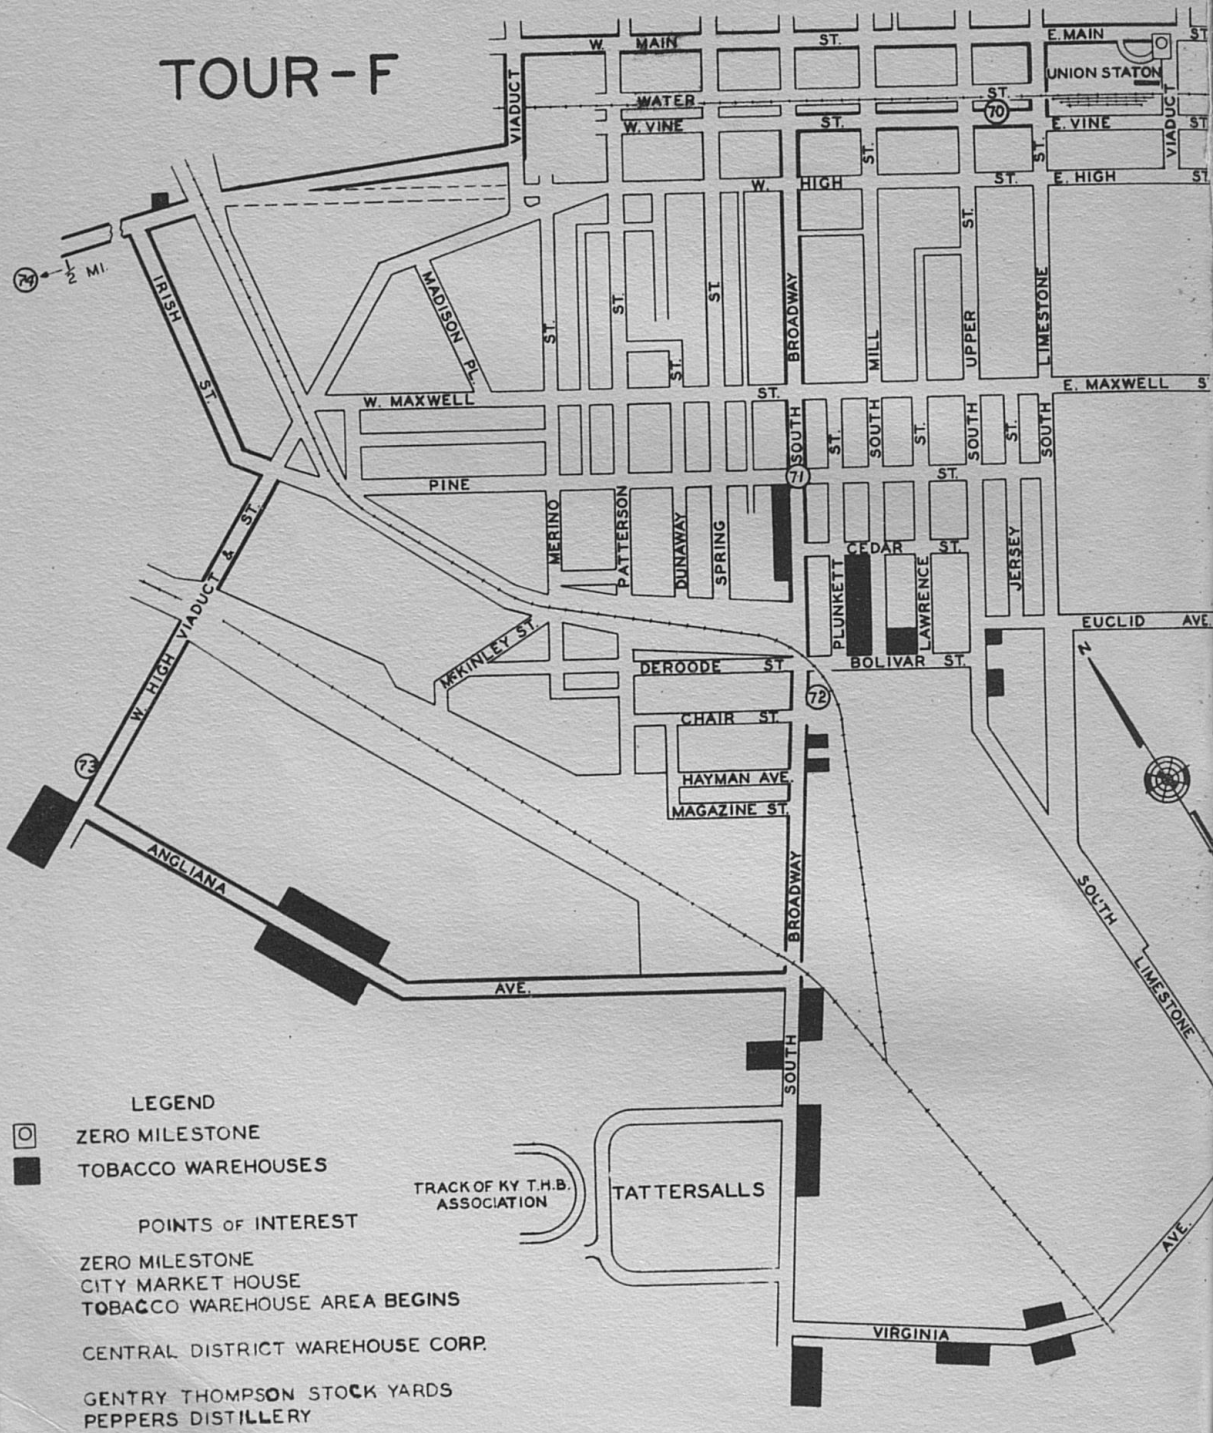 TOUR-F
W. MAIN ST.
E. MAIN ST
UNION STATON
VIADUCT
WATER ST.
70
W. VINE ST.
E. VINE ST
VIADUCT
ST.
ST.
W. HIGH ST.
E. HIGH ST.
74
½ MI.
IRISH ST.
MADISON PL.
ST.
ST.
ST.
ST.
BROADWAY
MILL
ST.
UPPER
LIMESTONE
W. MAXWELL ST.
E. MAXWELL S
SOUTH
ST.
SOUTH
ST.
SOUTH
ST.
SOUTH
71
PINE ST.
MERINO
PATTERSON
DUNAWAY
SPRING
CEDAR ST.
PLUNKETT
LAWRENCE
JERSEY
W. HIGH VIADUCT & ST.
EUCLID AVE.
McKINLEY ST.
DEROODE ST
BOLIVAR ST.
N
72
CHAIR ST.
73
HAYMAN AVE.
MAGAZINE ST.
ANGLIANA
BROADWAY
SOUTH
LIMESTONE
AVE.
SOUTH
LEGEND
ZERO MILESTONE
TOBACCO WAREHOUSES
TRACK OF KY T.H.B.
ASSOCIATION
TATTERSALLS
POINTS OF INTEREST
AVE.
ZERO MILESTONE
CITY MARKET HOUSE
TOBACCO WAREHOUSE AREA BEGINS
VIRGINIA
CENTRAL DISTRICT WAREHOUSE CORP.
GENTRY THOMPSON STOCK YARDS
PEPPERS DISTILLERY